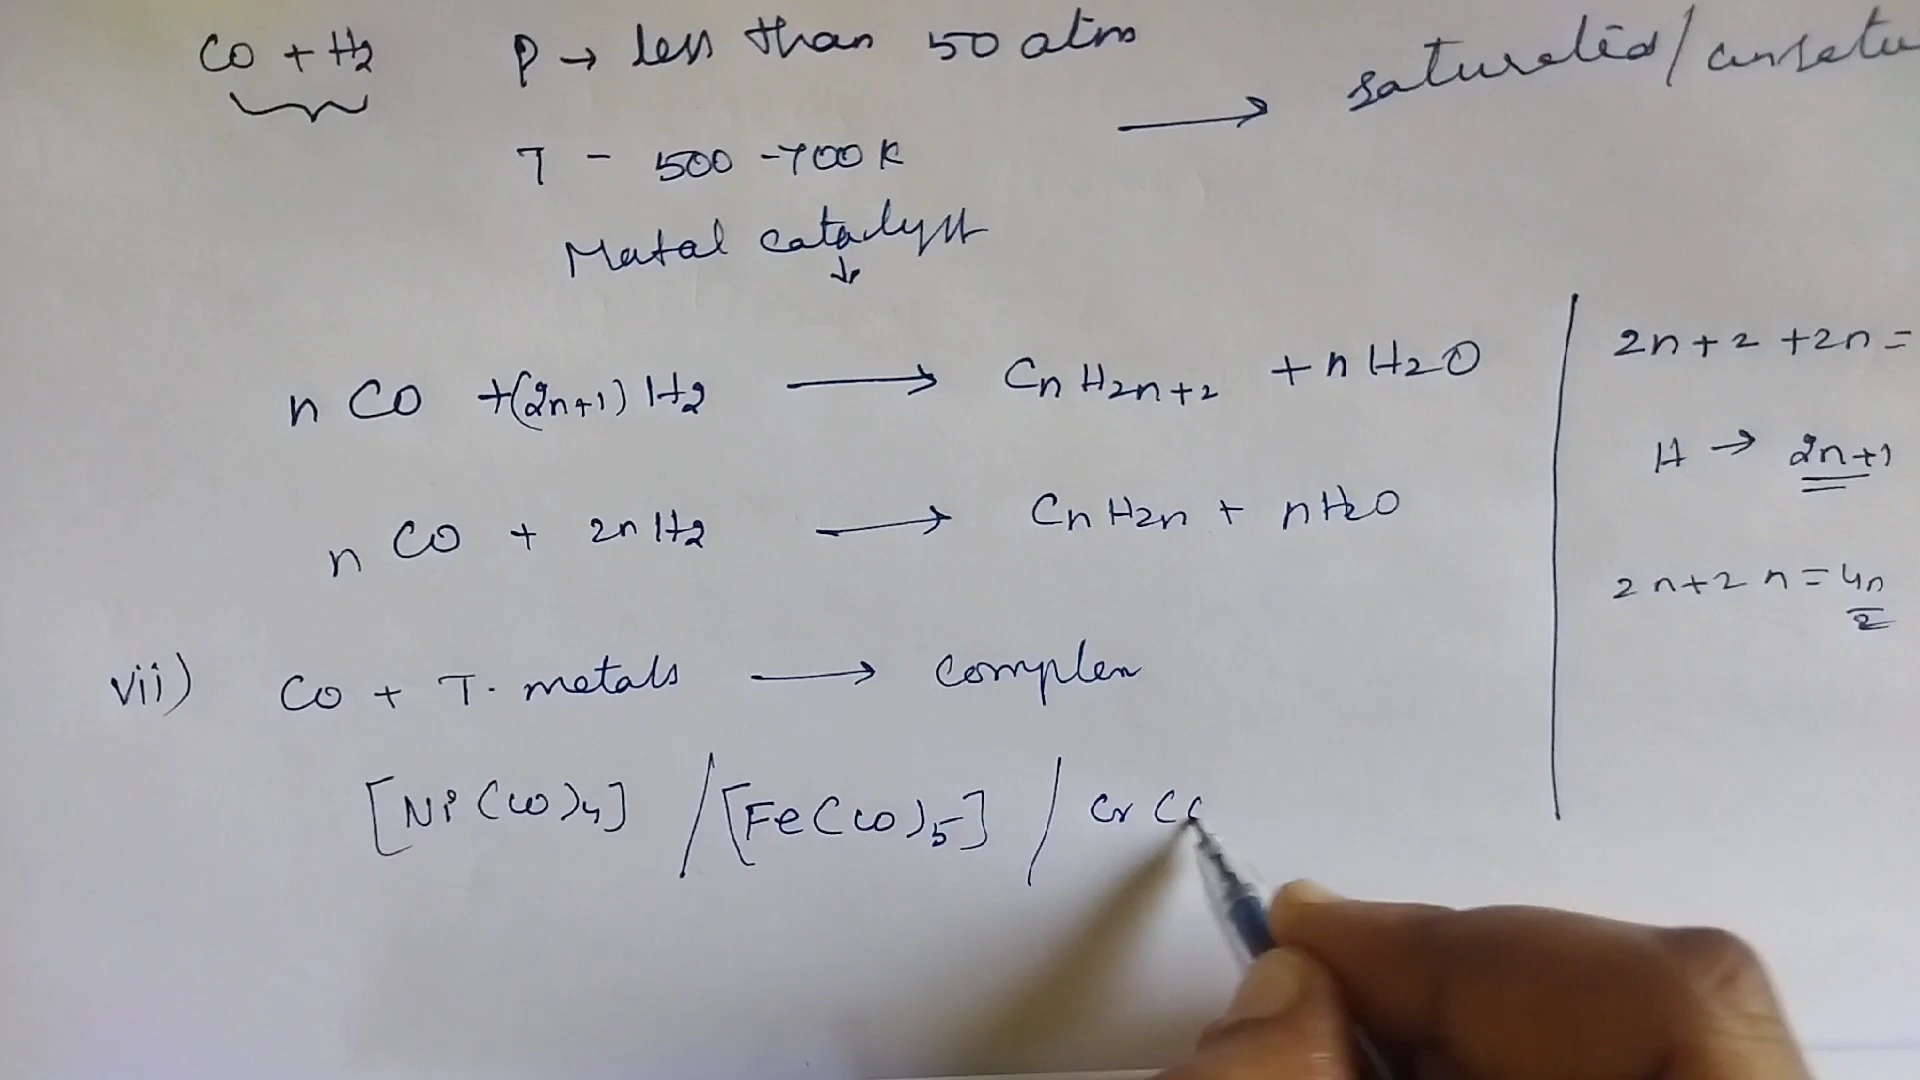 CO + H2 P → less than 50 atm → saturated/
T - 500 -700 K
Matal catalyst
↓
n CO +(2n+1) H2 → CnH2n+2 + n H2O
n CO + 2n H2 → CnH2n + nH2O
vii) CO + T. metals → complex
[Ni(CO)4] / [Fe(CO)5] / Cr (C
2n+2 +2n =
H → 2n+1
2n+2n = 4n
2